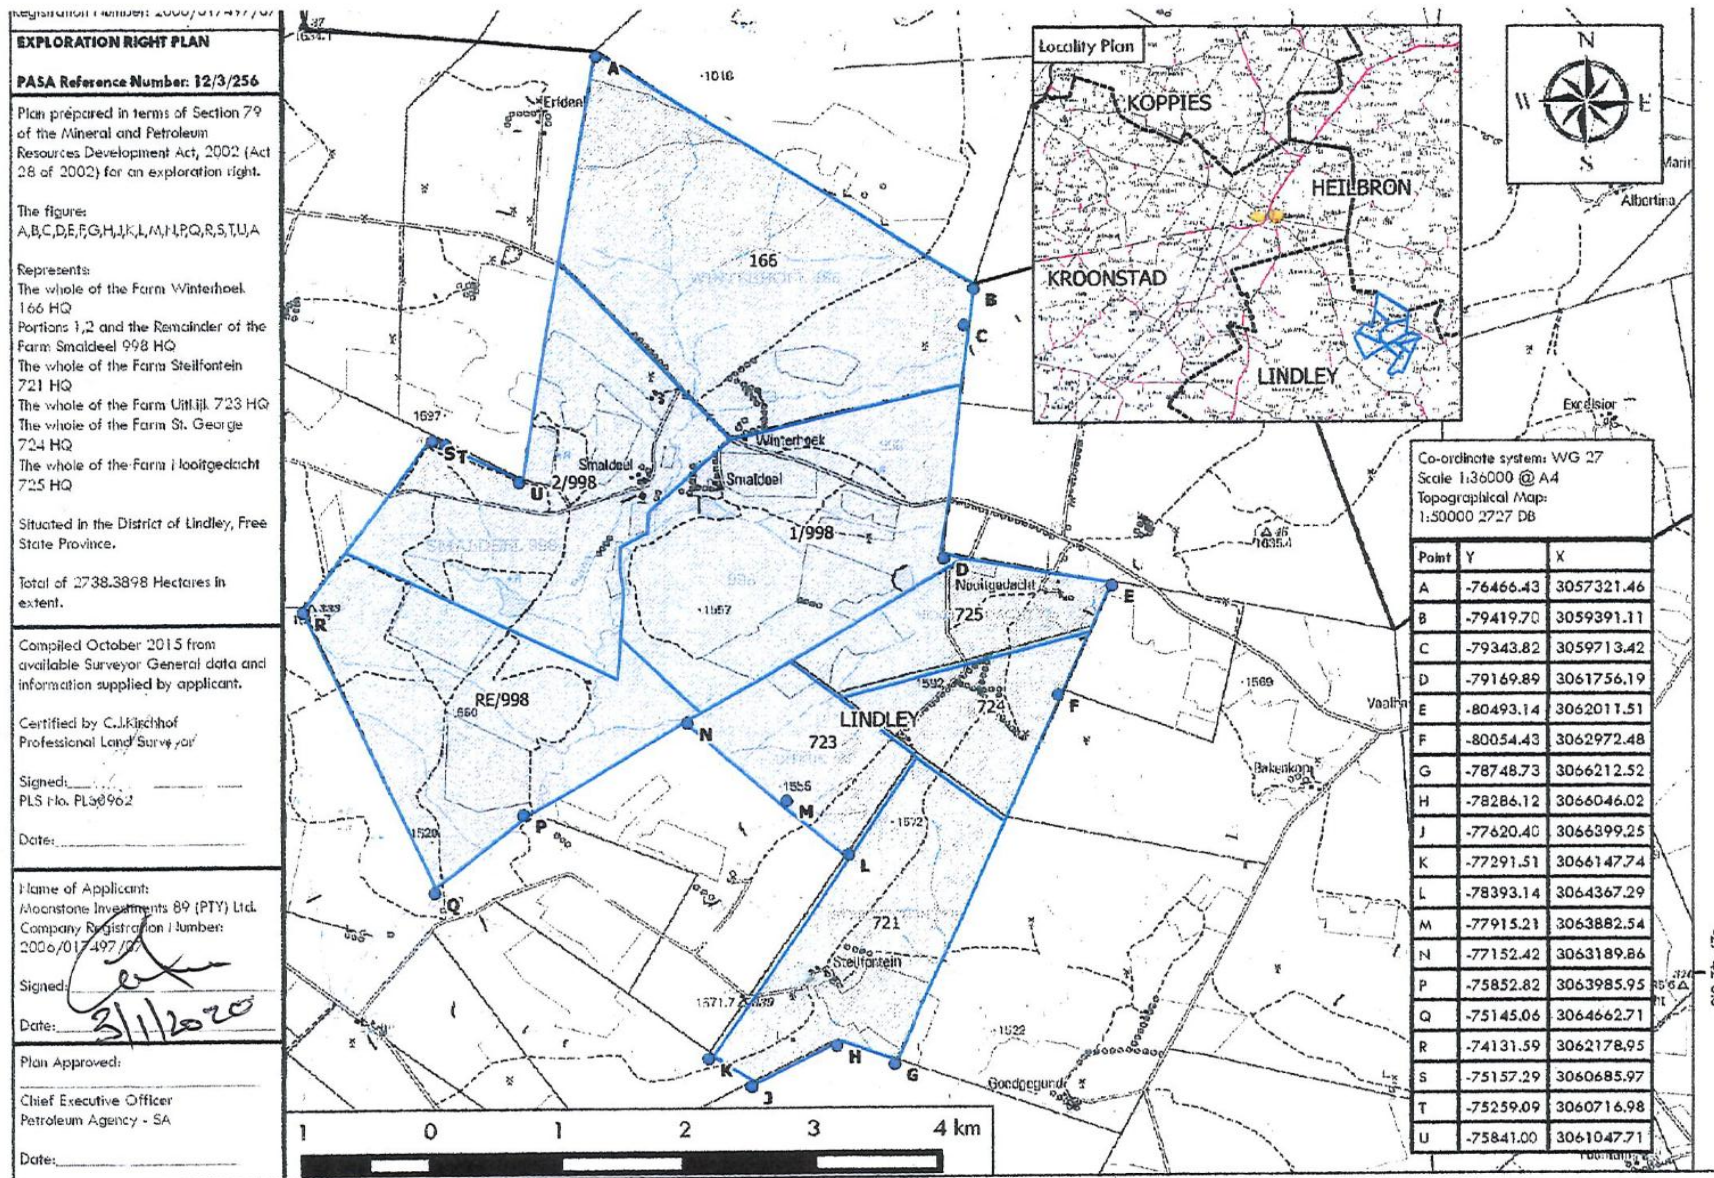 Registration Number: 2006/017497/07
EXPLORATION RIGHT PLAN
PASA Reference Number: 12/3/256
Plan prepared in terms of Section 79
of the Mineral and Petroleum
Resources Development Act, 2002 (Act
28 of 2002) for an exploration right.
The figure:
A,B,C,D,E,F,G,H,J,K,L,M,N,P,Q,R,S,T,U,A
Represents:
The whole of the Farm Winterhoek
166 HQ
Portions 1,2 and the Remainder of the
Farm Smaldeel 998 HQ
The whole of the Farm Steilfontein
721 HQ
The whole of the Farm Uitkijk 723 HQ
The whole of the Farm St. George
724 HQ
The whole of the Farm Nooitgedacht
725 HQ
Situated in the District of Lindley, Free
State Province.
Total of 2738.3898 Hectares in
extent.
Compiled October 2015 from
available Surveyor General data and
information supplied by applicant.
Certified by C.J.Kirchhof
Professional Land Surveyor
Signed:
PLS No. PLS0962
Date:
Name of Applicant:
Moonstone Investments 89 (PTY) Ltd.
Company Registration Number:
2006/017497/07
Signed:
Date: 3/1/2020
Plan Approved:
Chief Executive Officer
Petroleum Agency - SA
Date:
A
Erfdeel
1616
166
B
C
1697
S T
U
2/998
Smaldeel
Winterhoek
Smaldeel
1/998
1557
D
Nooitgedacht
E
725
R
RE/998
1592
724
F
1569
LINDLEY
723
N
Bakenkop
1555
M
P
1520
1572
L
Q
721
Steilfontein
1571.7
1522
K
H
G
J
Goedgegund
1 0 1 2 3 4 km
Locality Plan
KOPPIES
HEILBRON
KROONSTAD
LINDLEY
N
W E
S
Albertina
Excelsior
1635.4
Co-ordinate system: WG 27
Scale 1:36000 @ A4
Topographical Map:
1:50000 2727 DB
Point Y X
A -76466.43 3057321.46
B -79419.70 3059391.11
C -79343.82 3059713.42
D -79169.89 3061756.19
E -80493.14 3062011.51
F -80054.43 3062972.48
G -78748.73 3066212.52
H -78286.12 3066046.02
J -77620.40 3066399.25
K -77291.51 3066147.74
L -78393.14 3064367.29
M -77915.21 3063882.54
N -77152.42 3063189.86
P -75852.82 3063985.95
Q -75145.06 3064662.71
R -74131.59 3062178.95
S -75157.29 3060685.97
T -75259.09 3060716.98
U -75841.00 3061047.71